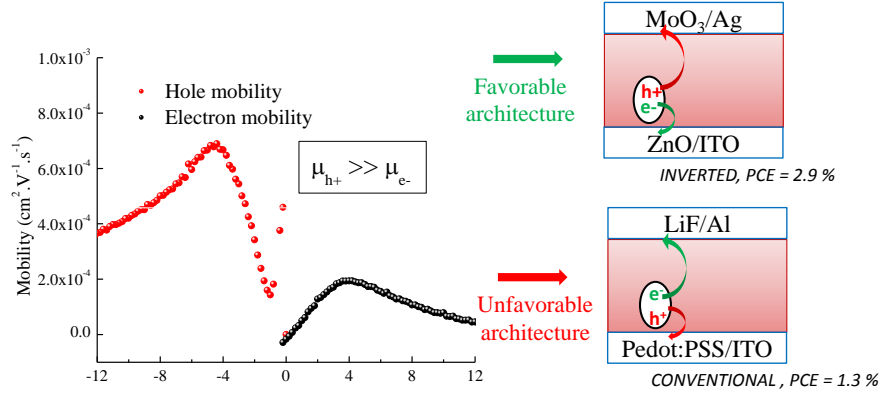 1.0x10⁻³
8.0x10⁻⁴
6.0x10⁻⁴
4.0x10⁻⁴
2.0x10⁻⁴
0.0
Mobility (cm².V⁻¹.s⁻¹)
-12 -8 -4 0 4 8 12
Hole mobility
Electron mobility
μh+ >> μe-
Favorable
architecture
MoO₃/Ag
h+
e-
ZnO/ITO
INVERTED, PCE = 2.9 %
Unfavorable
architecture
LiF/Al
e-
h+
Pedot:PSS/ITO
CONVENTIONAL , PCE = 1.3 %